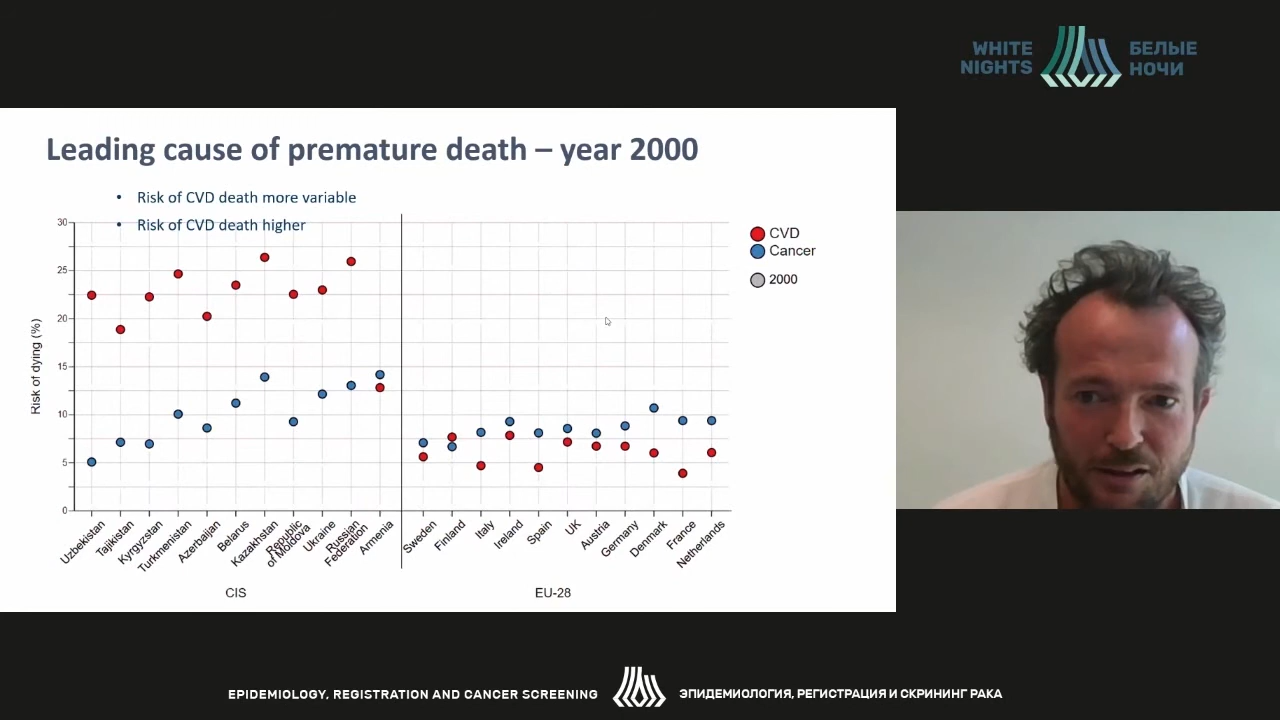 WHITE
NIGHTS
БЕЛЫЕ
НОЧИ
Leading cause of premature death – year 2000
• Risk of CVD death more variable
• Risk of CVD death higher
CVD
Cancer
2000
Risk of dying (%)
30
25
20
15
10
5
0
Uzbekistan
Tajikistan
Kyrgyzstan
Turkmenistan
Azerbaijan
Belarus
Kazakhstan
Republic
of Moldova
Ukraine
Russian
Federation
Armenia
Sweden
Finland
Italy
Ireland
Spain
UK
Austria
Germany
Denmark
France
Netherlands
CIS
EU-28
EPIDEMIOLOGY, REGISTRATION AND CANCER SCREENING
ЭПИДЕМИОЛОГИЯ, РЕГИСТРАЦИЯ И СКРИНИНГ РАКА